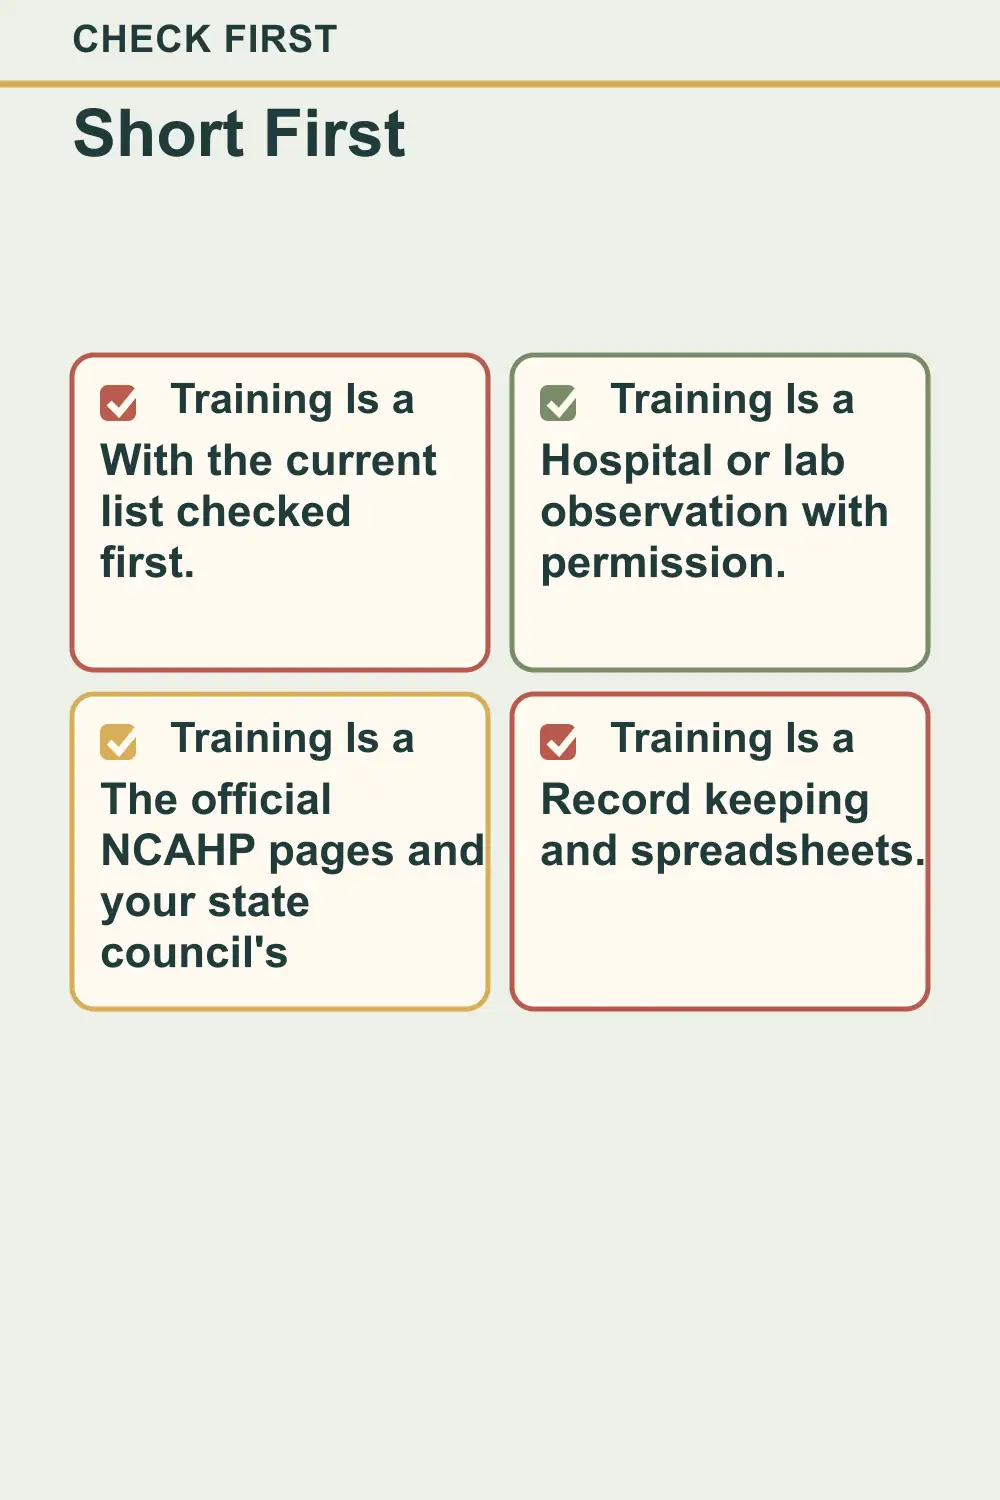 CHECK FIRST
Short First
Training Is a
With the current
list checked
first.
Training Is a
Hospital or lab
observation with
permission.
Training Is a
The official
NCAHP pages and
your state
council's
Training Is a
Record keeping
and spreadsheets.